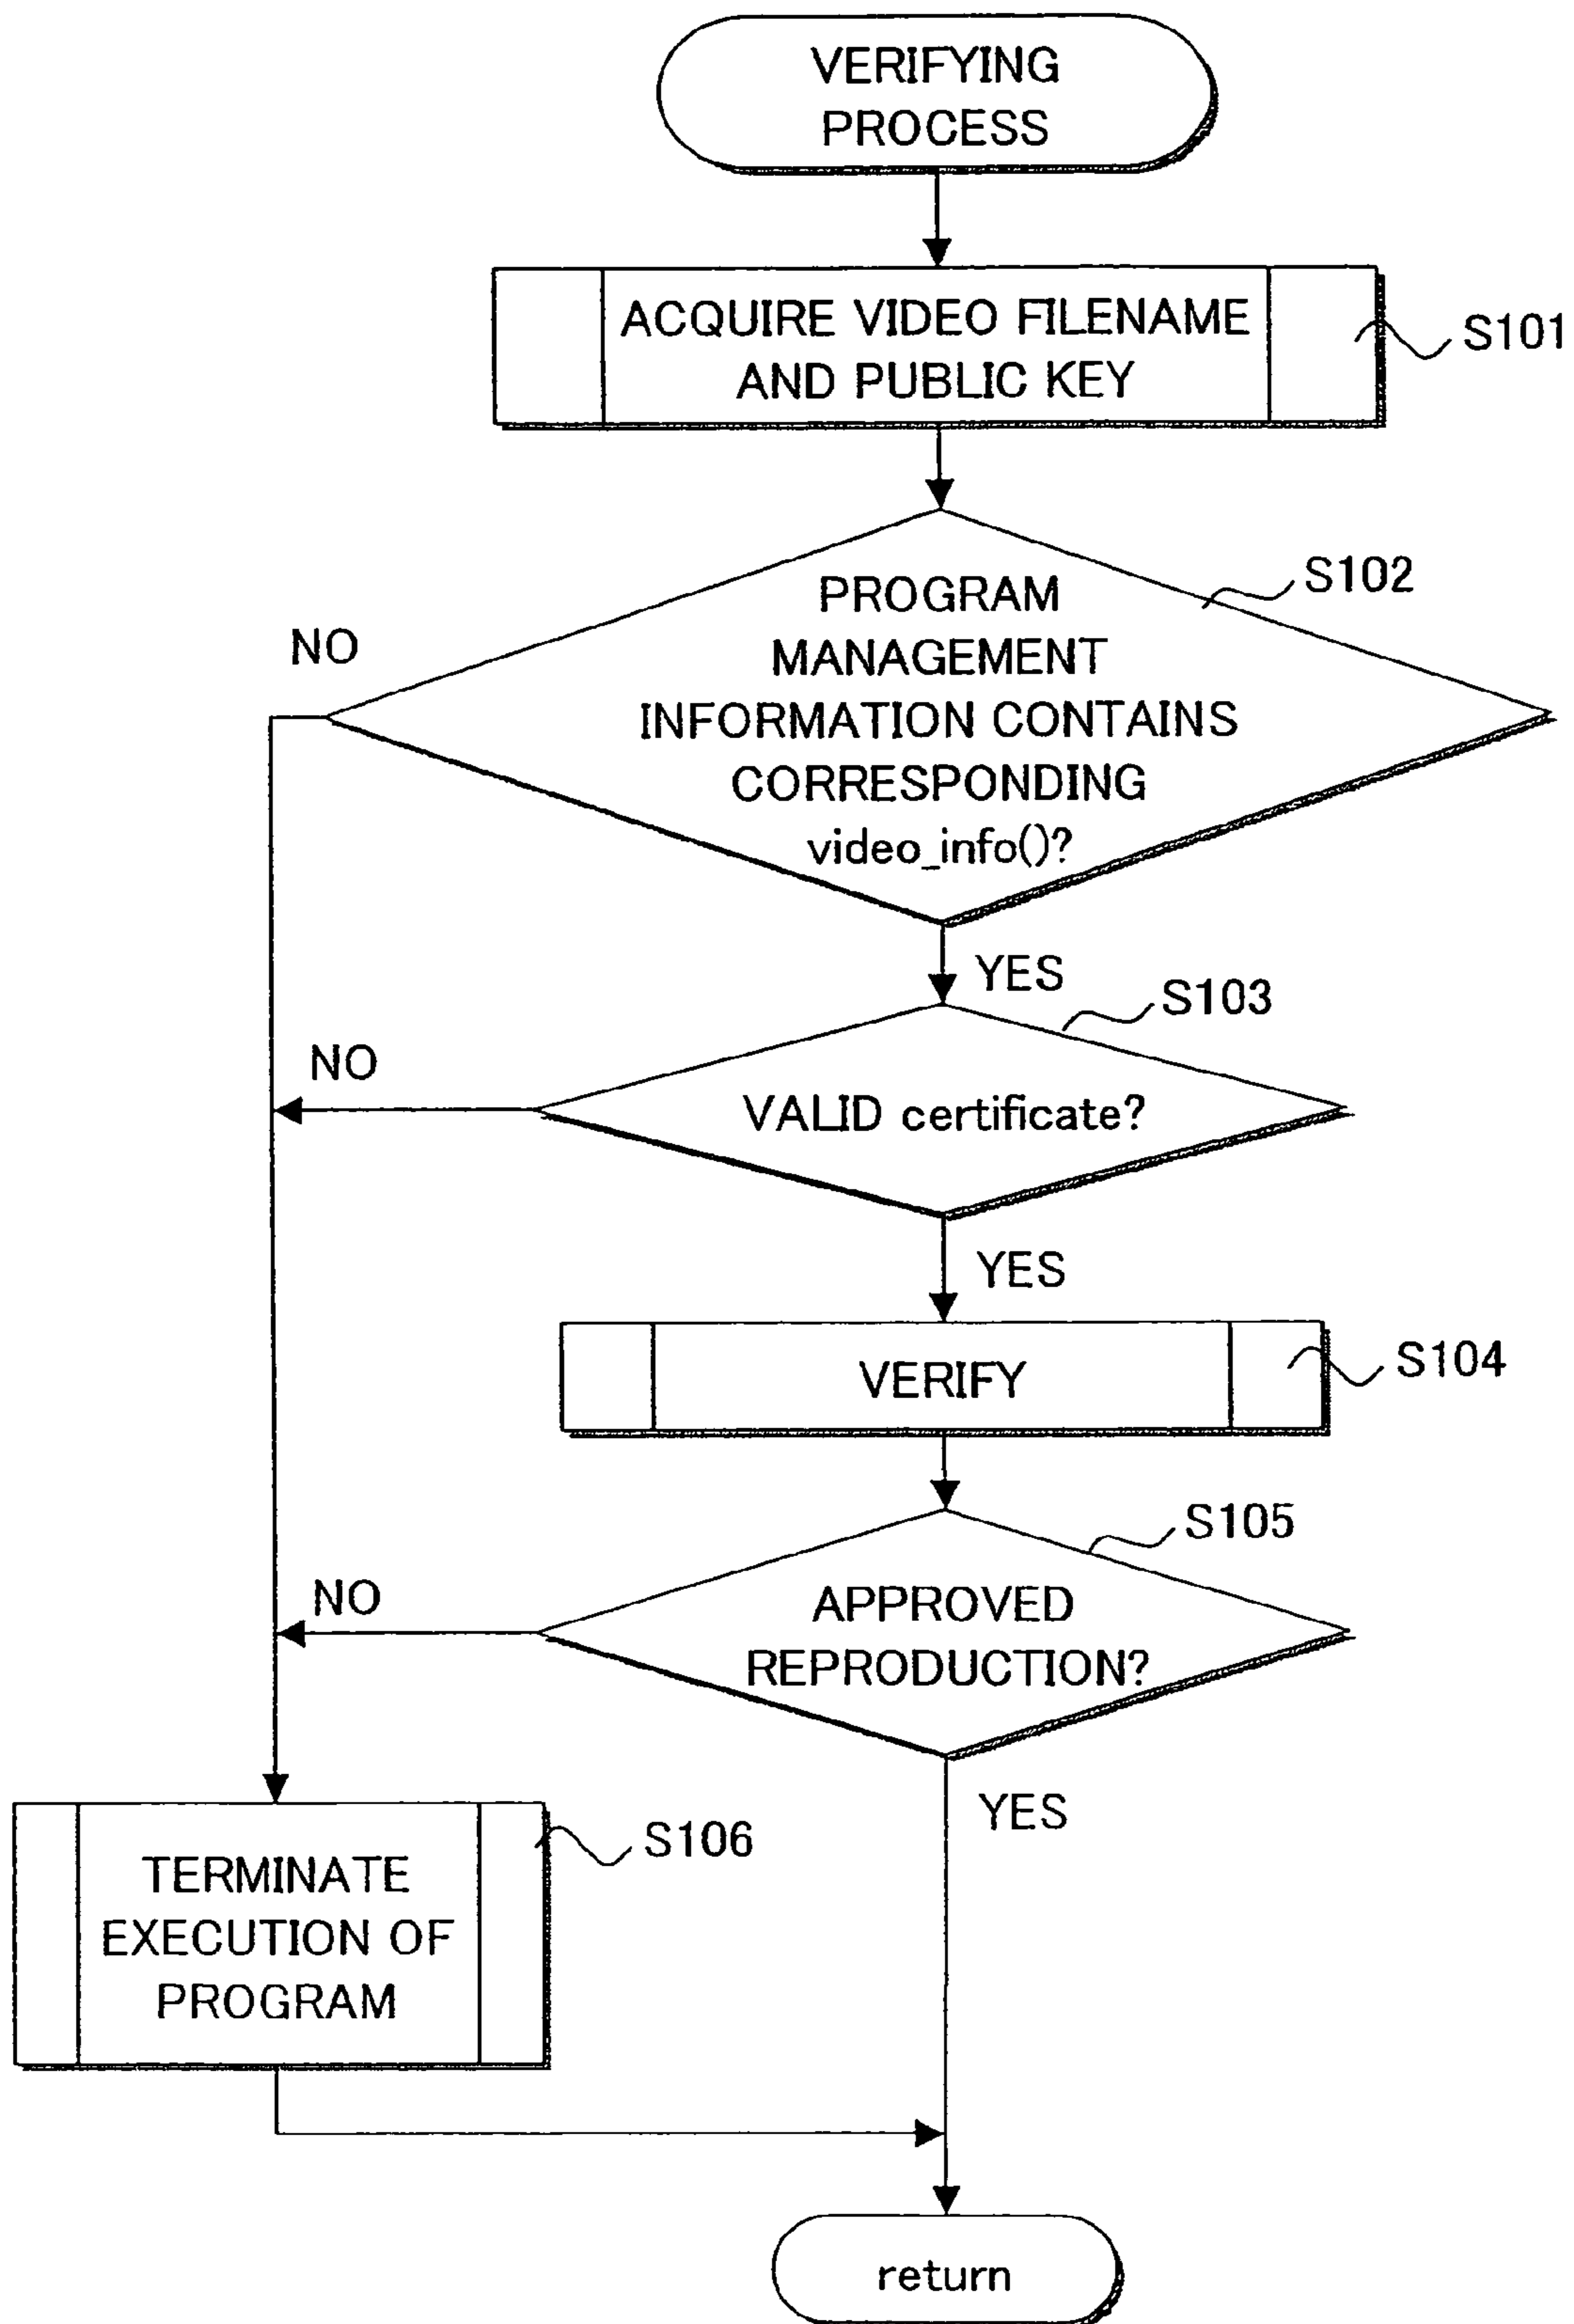 VERIFYING
PROCESS
ACQUIRE VIDEO FILENAME
AND PUBLIC KEY
S101
S102
PROGRAM
MANAGEMENT
INFORMATION CONTAINS
CORRESPONDING
video_info()?
NO
YES
S103
NO
VALID certificate?
YES
VERIFY
S104
S105
NO
APPROVED
REPRODUCTION?
YES
S106
TERMINATE
EXECUTION OF
PROGRAM
return